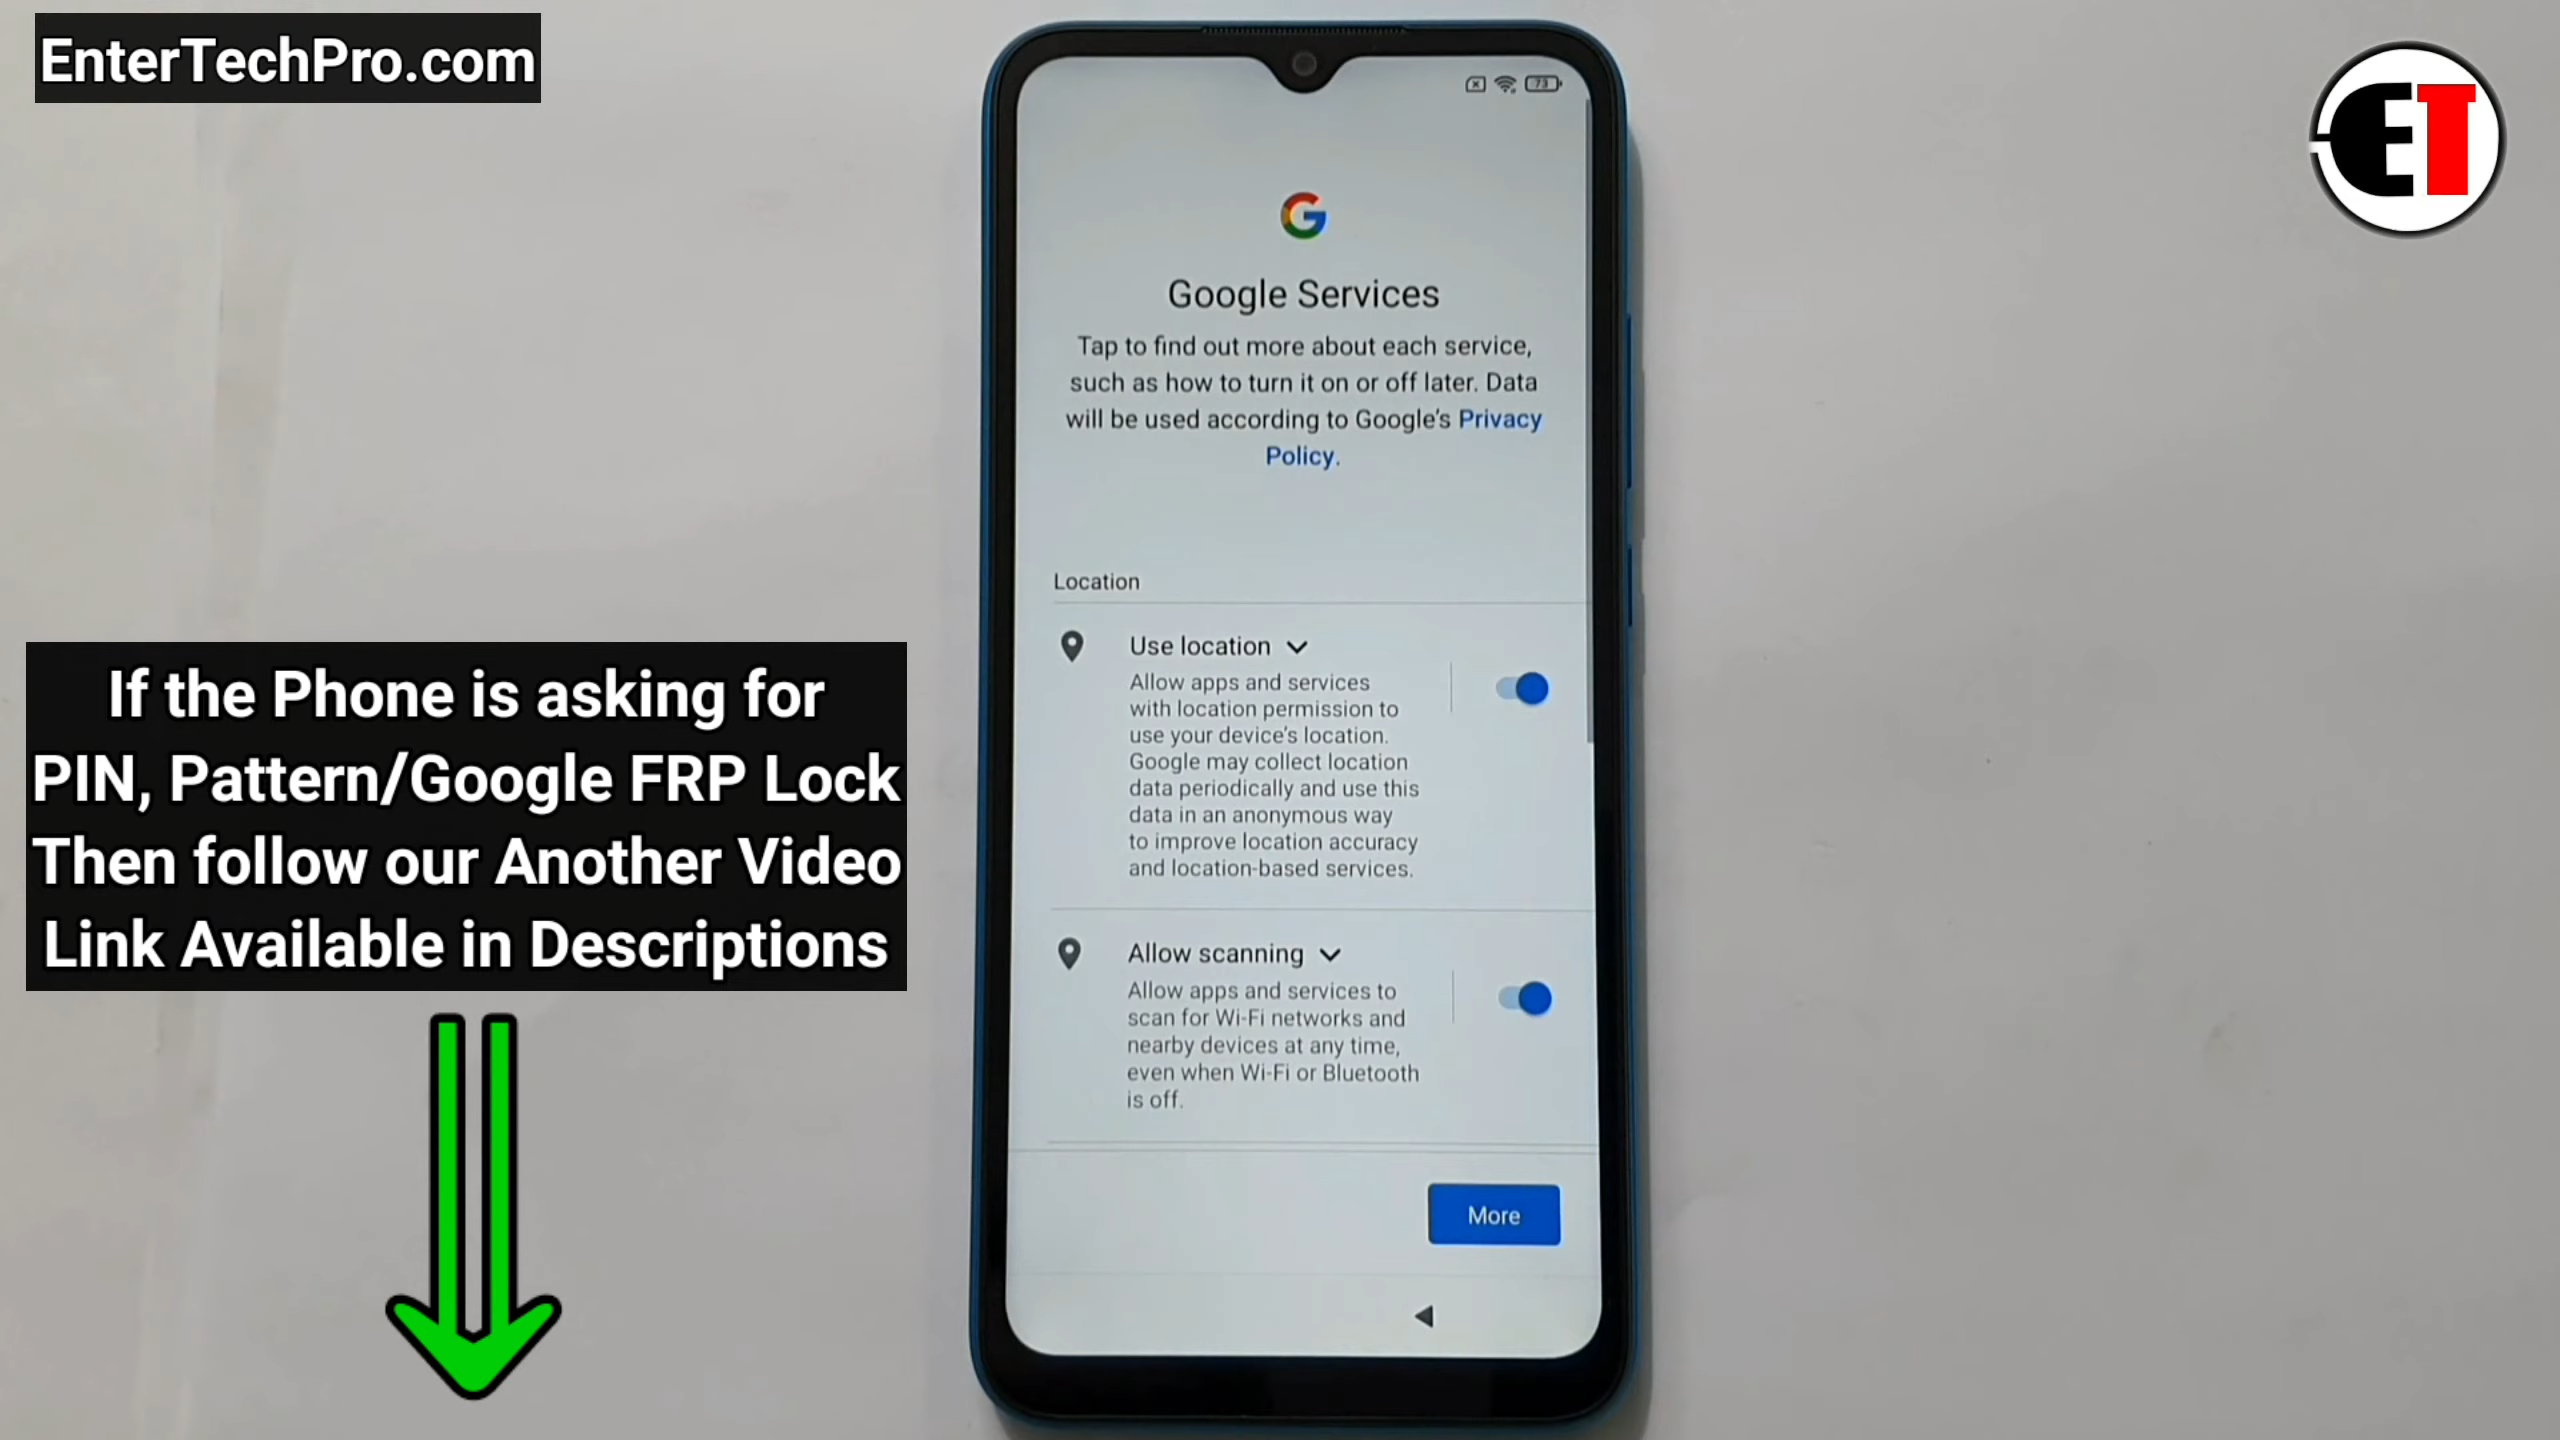 EnterTechPro.com
ET
73
Google Services
Tap to find out more about each service,
such as how to turn it on or off later. Data
will be used according to Google's Privacy
Policy.
Location
Use location
Allow apps and services
with location permission to
use your device's location.
Google may collect location
data periodically and use this
data in an anonymous way
to improve location accuracy
and location-based services.
Allow scanning
Allow apps and services to
scan for Wi-Fi networks and
nearby devices at any time,
even when Wi-Fi or Bluetooth
is off.
More
If the Phone is asking for
PIN, Pattern/Google FRP Lock
Then follow our Another Video
Link Available in Descriptions